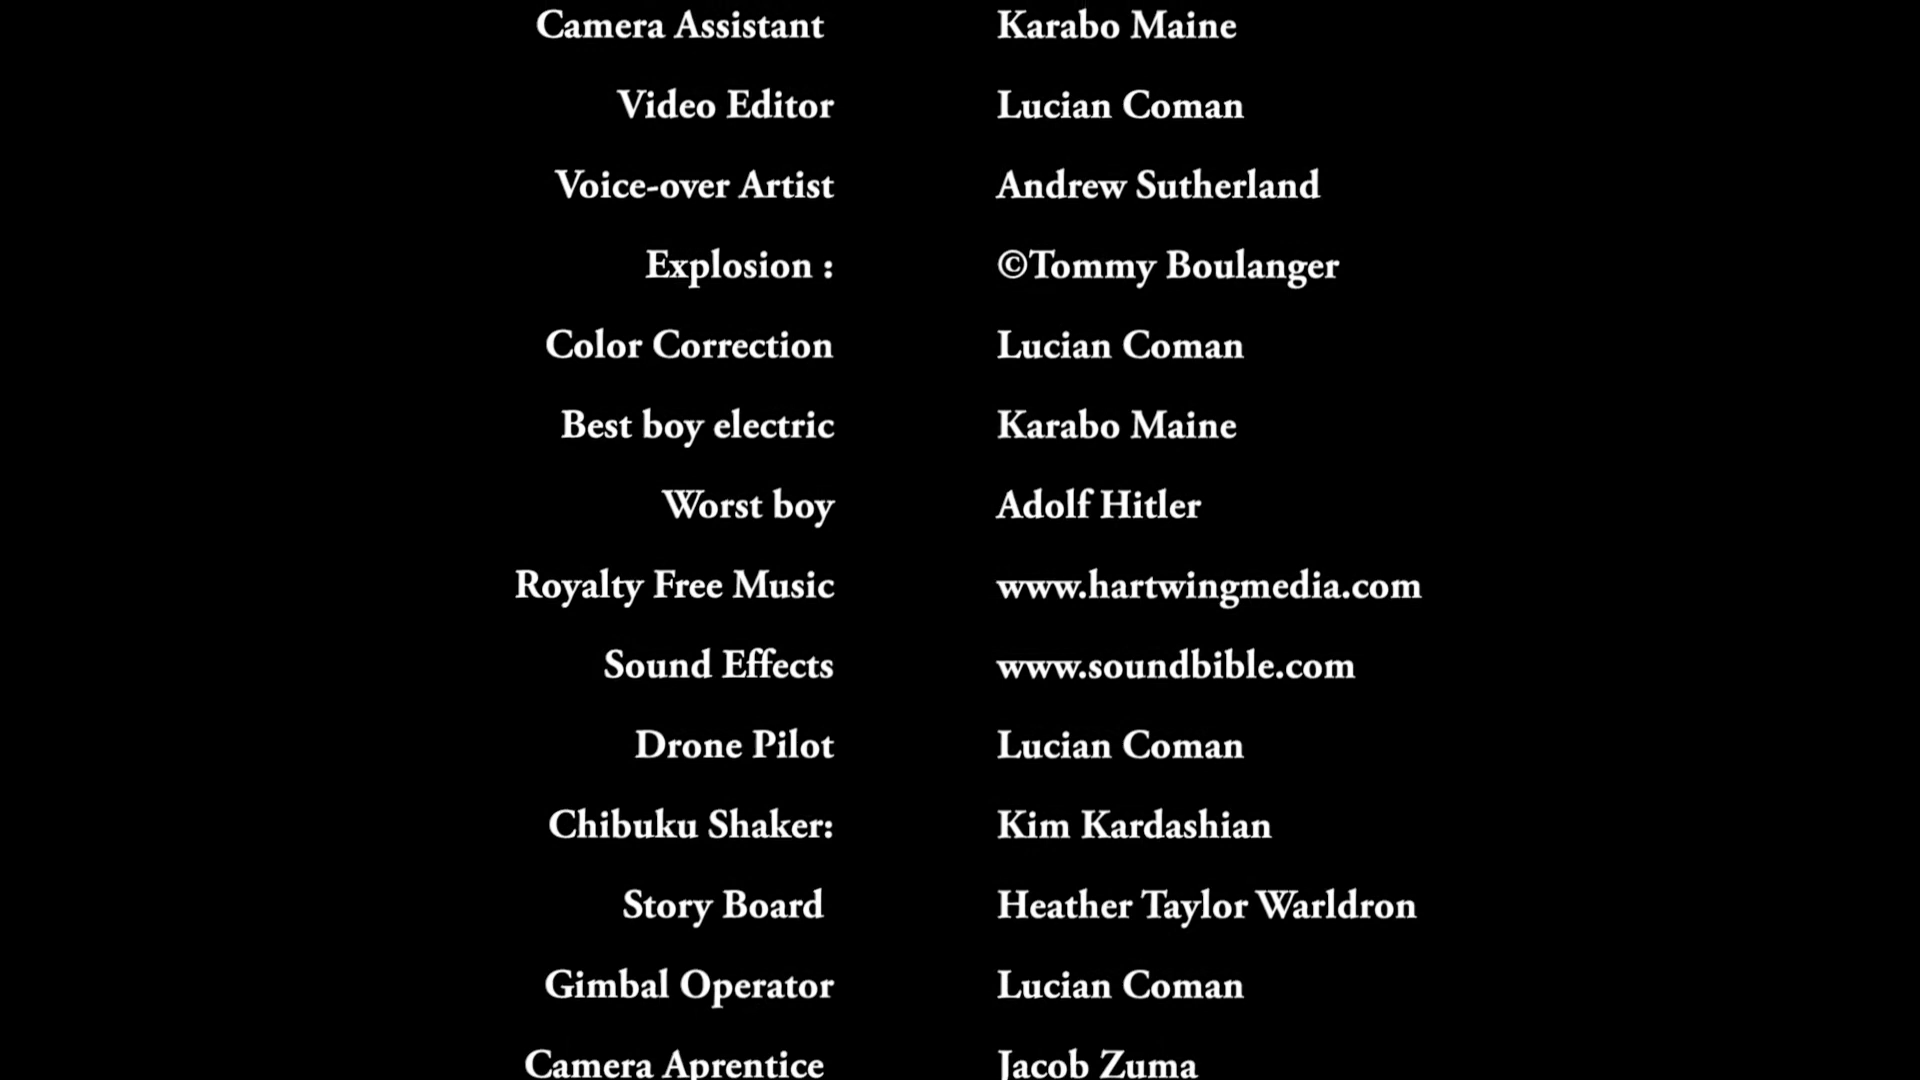 Camera Assistant Karabo Maine
Video Editor Lucian Coman
Voice-over Artist Andrew Sutherland
Explosion : ©Tommy Boulanger
Color Correction Lucian Coman
Best boy electric Karabo Maine
Worst boy Adolf Hitler
Royalty Free Music www.hartwingmedia.com
Sound Effects www.soundbible.com
Drone Pilot Lucian Coman
Chibuku Shaker: Kim Kardashian
Story Board Heather Taylor Warldron
Gimbal Operator Lucian Coman
Camera Aprentice Jacob Zuma